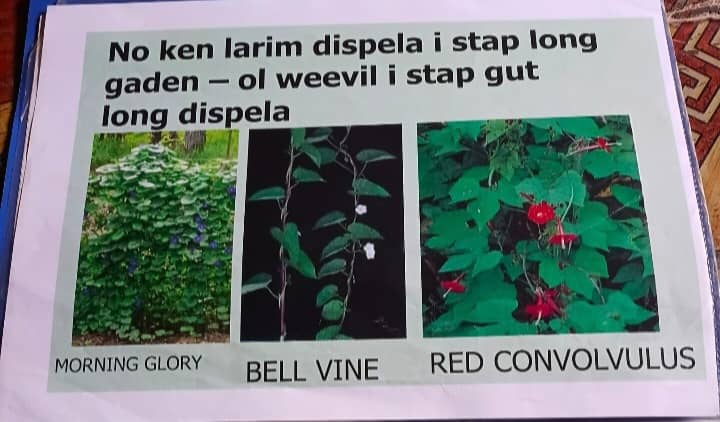 No ken larim dispela i stap long
gaden – ol weevil i stap gut
long dispela
MORNING GLORY
BELL VINE
RED CONVOLVULUS